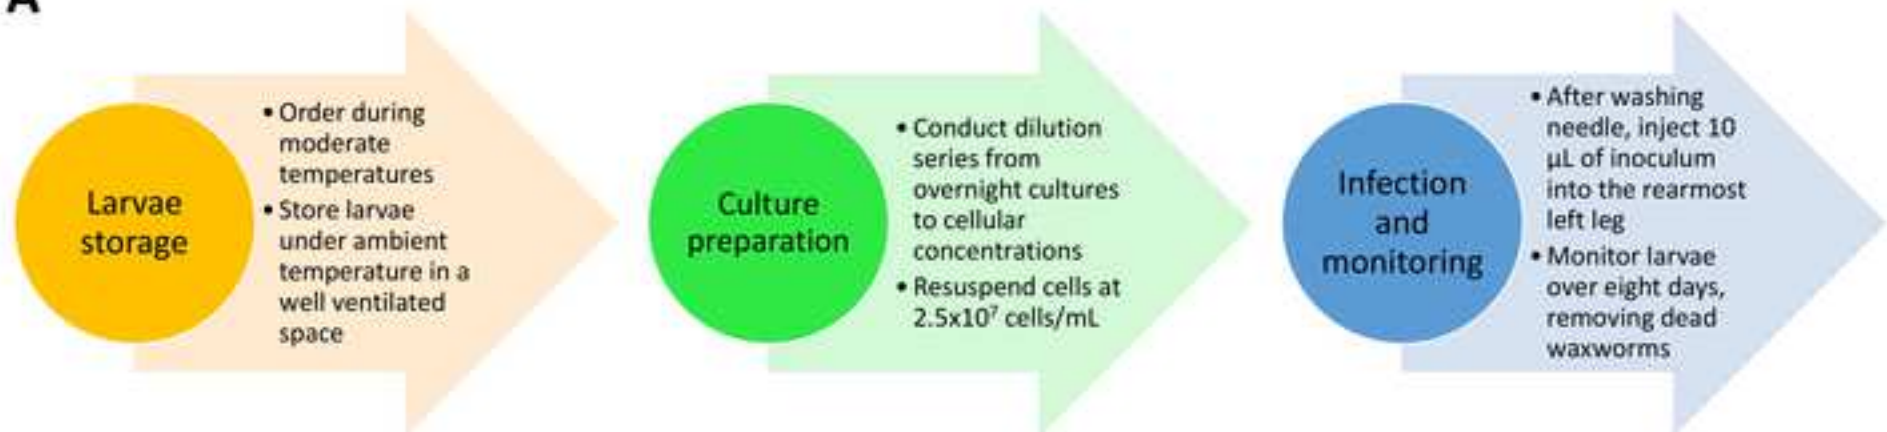 A
Larvae
storage
• Order during
moderate
temperatures
• Store larvae
under ambient
temperature in a
well ventilated
space
Culture
preparation
• Conduct dilution
series from
overnight cultures
to cellular
concentrations
• Resuspend cells at
2.5x10⁷ cells/mL
Infection
and
monitoring
• After washing
needle, inject 10
µL of inoculum
into the rearmost
left leg
• Monitor larvae
over eight days,
removing dead
waxworms